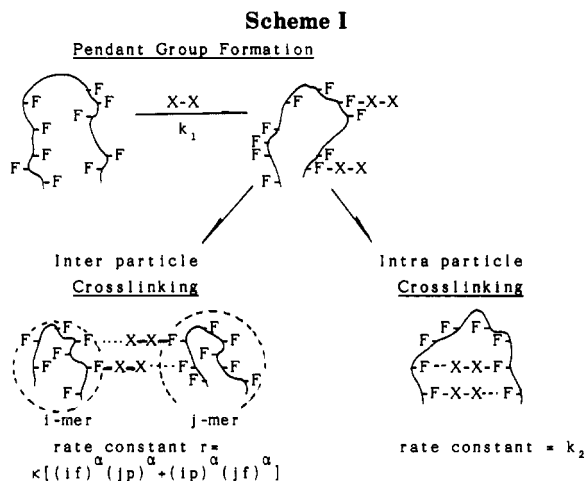 Scheme I
Pendant Group Formation
F
F
F
F
F
F
F
F
F
X-X
k₁
F
F
F-X-X
F
F
F
F
F
F-X-X
F
Inter particle
Crosslinking
Intra particle
Crosslinking
F F F ···· X-X F F F
F F F-X-X ···· F F F
F F
i-mer j-mer
F
F F
F --- X-X --- F
F -X-X --- F
rate constant r=
κ[(if)^α(jp)^α+(ip)^α(jf)^α]
rate constant = k₂